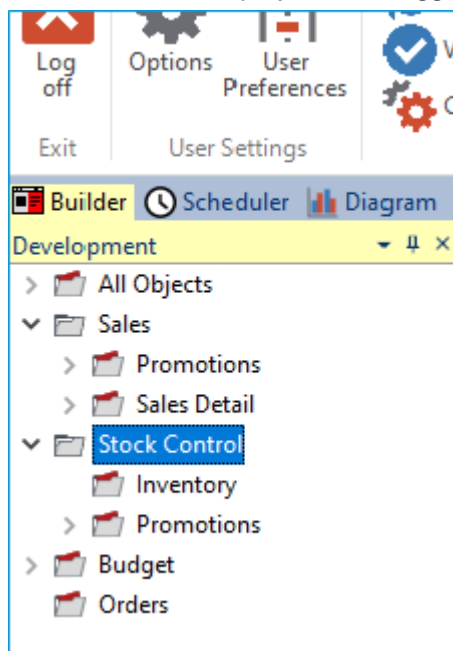 Log off
Options
User Preferences
Exit
User Settings
Builder Scheduler Diagram
Development
All Objects
Sales
Promotions
Sales Detail
Stock Control
Inventory
Promotions
Budget
Orders